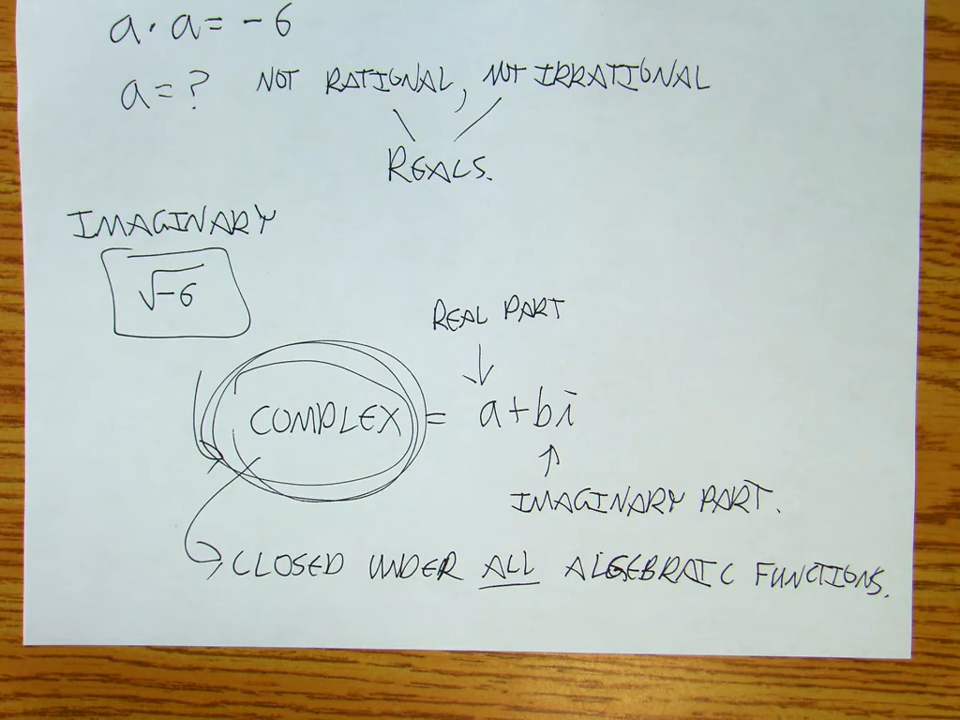 a · a = -6
a = ? NOT RATIONAL, NOT IRRATIONAL
REALS.
IMAGINARY
√-6
REAL PART
COMPLEX = a+bi
IMAGINARY PART.
CLOSED UNDER ALL ALGEBRAIC FUNCTIONS.